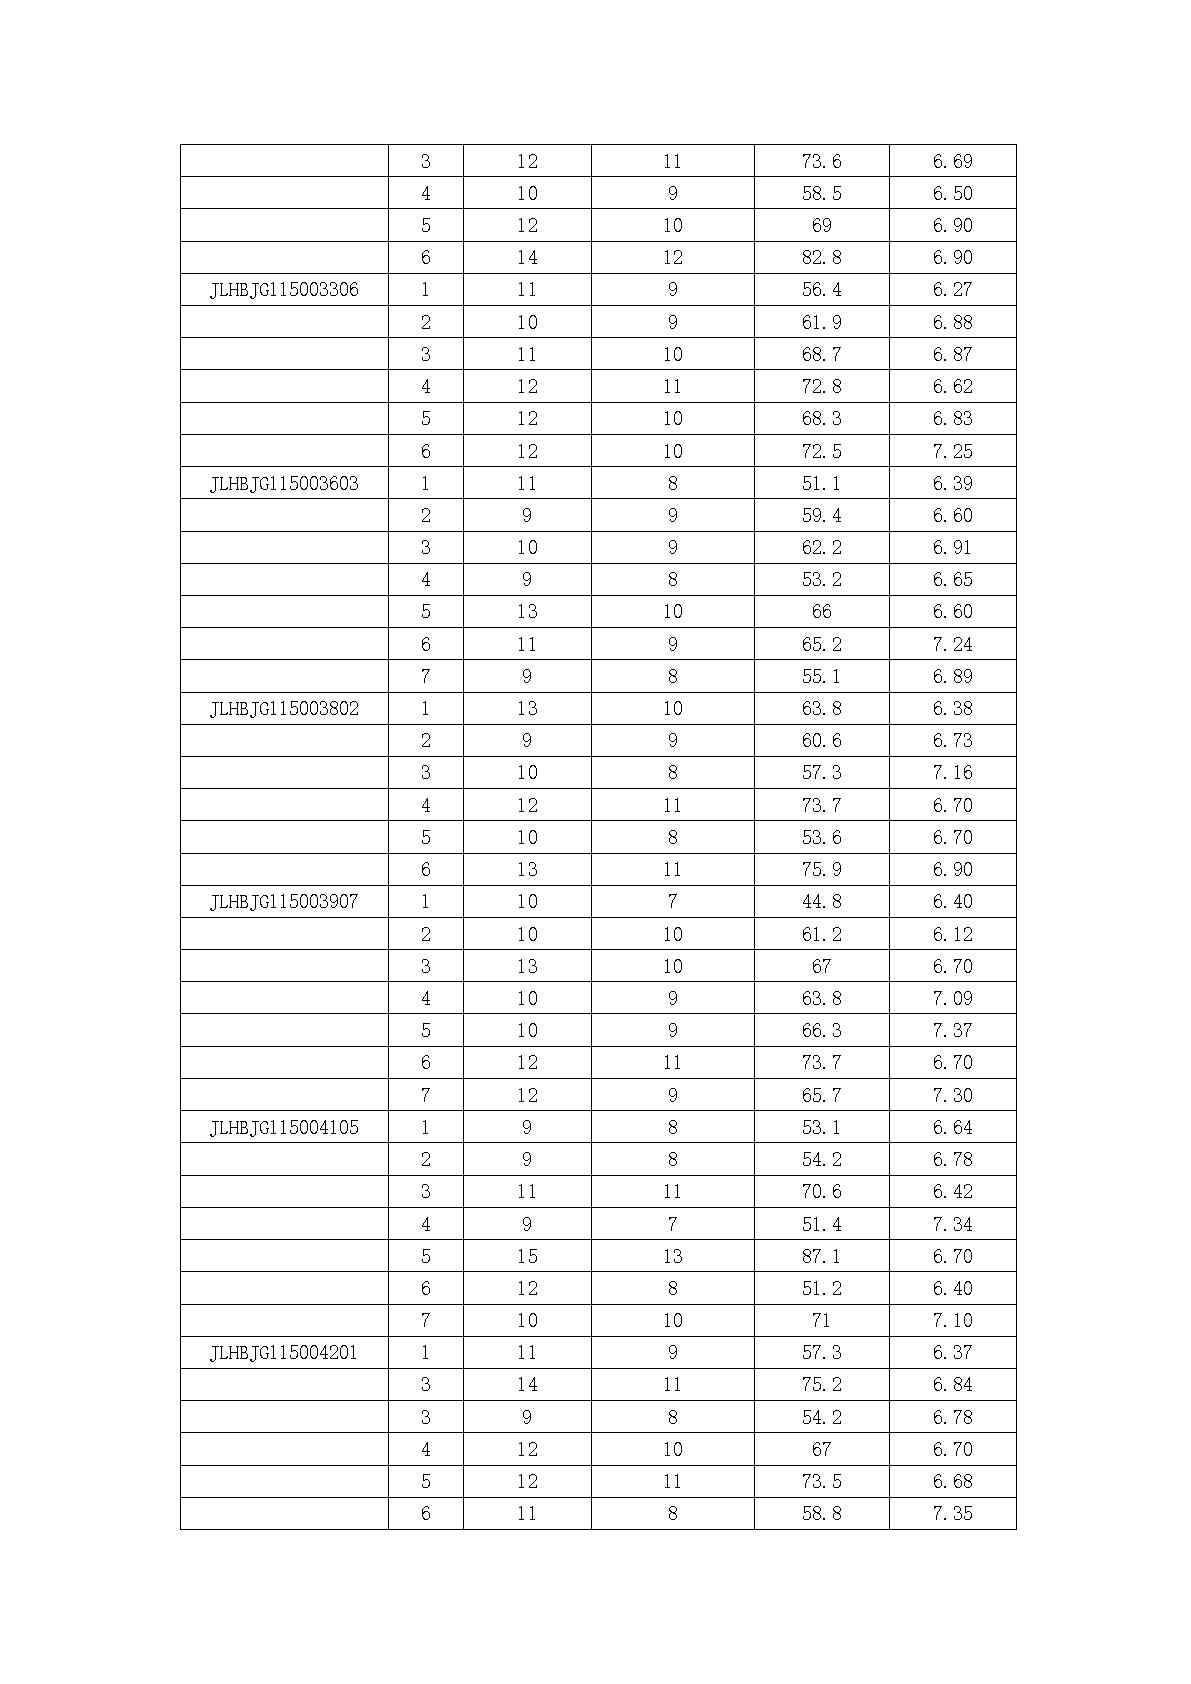 3 12 11 73.6 6.69
4 10 9 58.5 6.50
5 12 10 69 6.90
6 14 12 82.8 6.90
JLHBJG115003306 1 11 9 56.4 6.27
2 10 9 61.9 6.88
3 11 10 68.7 6.87
4 12 11 72.8 6.62
5 12 10 68.3 6.83
6 12 10 72.5 7.25
JLHBJG115003603 1 11 8 51.1 6.39
2 9 9 59.4 6.60
3 10 9 62.2 6.91
4 9 8 53.2 6.65
5 13 10 66 6.60
6 11 9 65.2 7.24
7 9 8 55.1 6.89
JLHBJG115003802 1 13 10 63.8 6.38
2 9 9 60.6 6.73
3 10 8 57.3 7.16
4 12 11 73.7 6.70
5 10 8 53.6 6.70
6 13 11 75.9 6.90
JLHBJG115003907 1 10 7 44.8 6.40
2 10 10 61.2 6.12
3 13 10 67 6.70
4 10 9 63.8 7.09
5 10 9 66.3 7.37
6 12 11 73.7 6.70
7 12 9 65.7 7.30
JLHBJG115004105 1 9 8 53.1 6.64
2 9 8 54.2 6.78
3 11 11 70.6 6.42
4 9 7 51.4 7.34
5 15 13 87.1 6.70
6 12 8 51.2 6.40
7 10 10 71 7.10
JLHBJG115004201 1 11 9 57.3 6.37
3 14 11 75.2 6.84
3 9 8 54.2 6.78
4 12 10 67 6.70
5 12 11 73.5 6.68
6 11 8 58.8 7.35